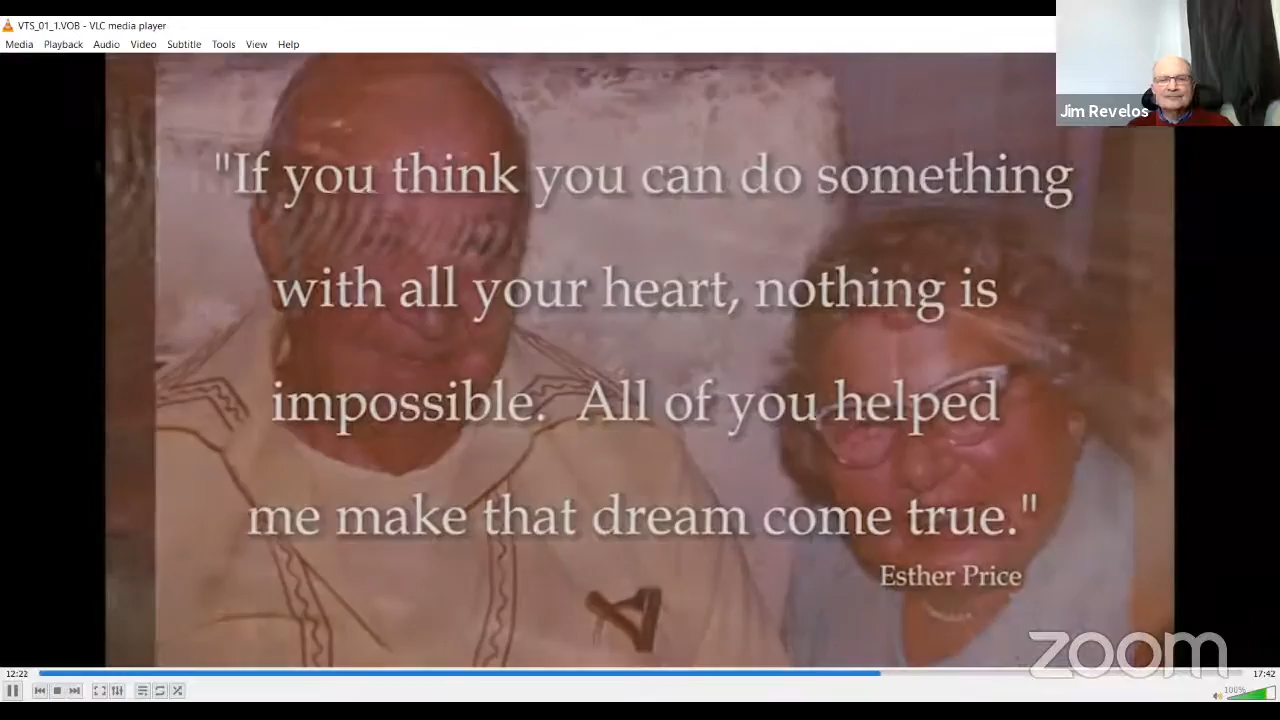 VTS_01_1.VOB - VLC media player
Media Playback Audio Video Subtitle Tools View Help
Jim Revelos
"If you think you can do something
with all your heart, nothing is
impossible.  All of you helped
me make that dream come true."
Esther Price
zoom
12:22
17:42
100%